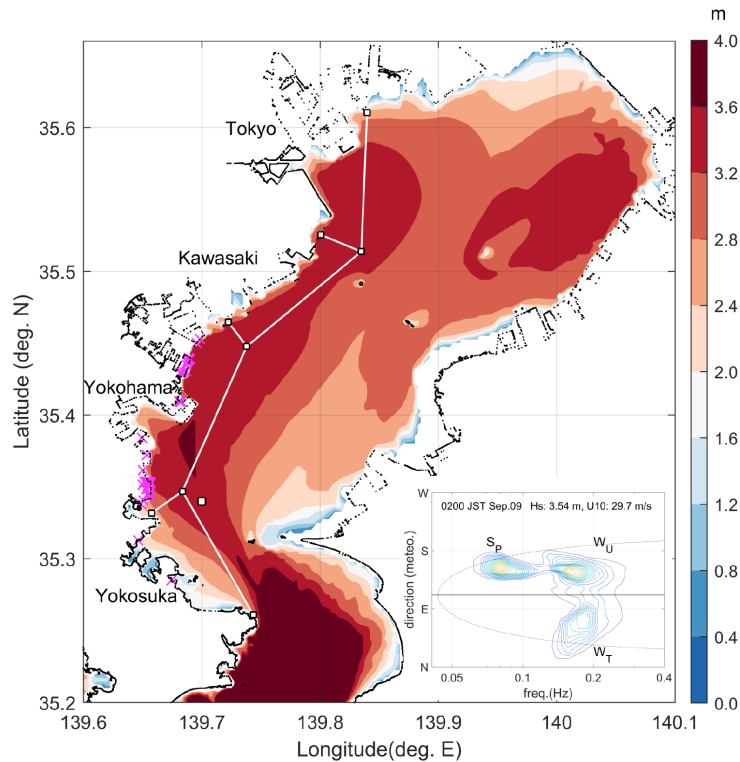 m
4.0
3.6
3.2
2.8
2.4
2.0
1.6
1.2
0.8
0.4
0.0
35.6
35.5
35.4
35.3
35.2
Latitude (deg. N)
139.6
139.7
139.8
139.9
140
140.1
Longitude(deg. E)
Tokyo
Kawasaki
Yokohama
Yokosuka
0200 JST Sep.09 Hs: 3.54 m, U10: 29.7 m/s
W
S
E
N
direction (meteo.)
SP
WU
WT
0.05
0.1
0.2
0.4
freq.(Hz)